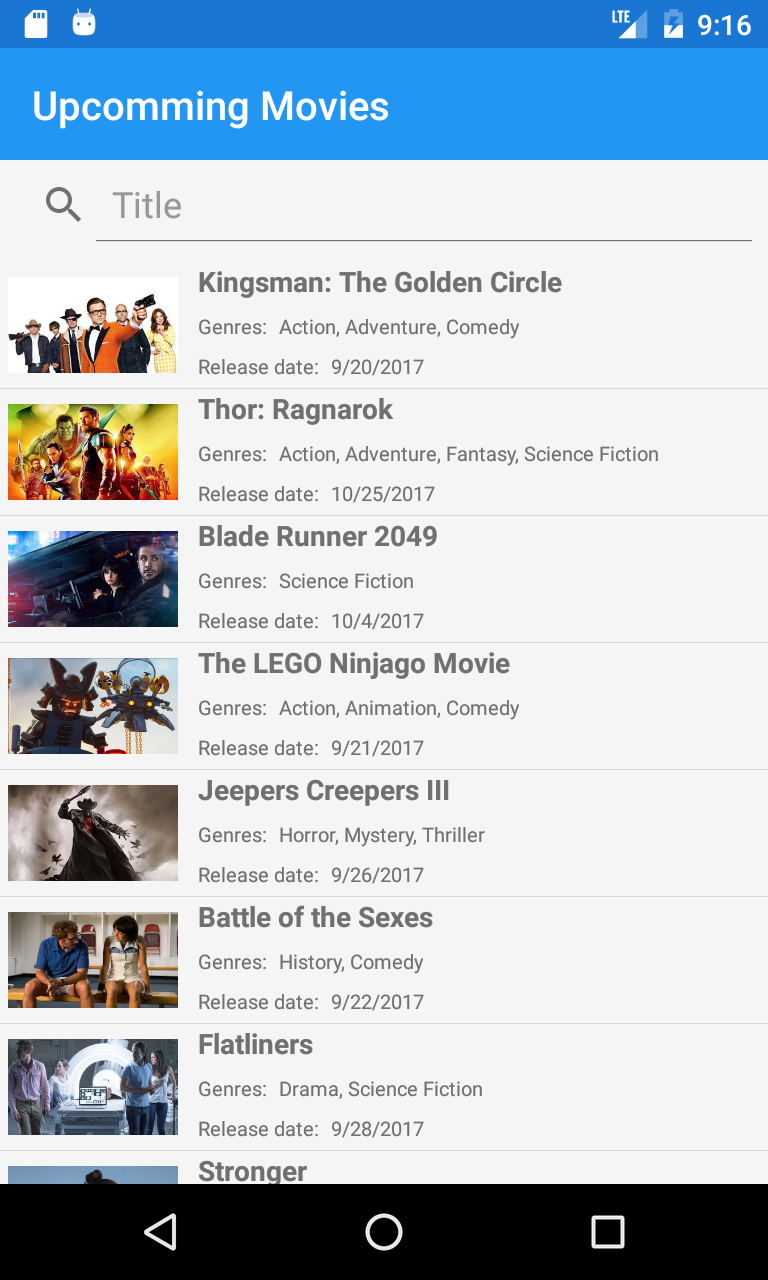 LTE 9:16
Upcomming Movies
Title
Kingsman: The Golden Circle
Genres: Action, Adventure, Comedy
Release date: 9/20/2017
Thor: Ragnarok
Genres: Action, Adventure, Fantasy, Science Fiction
Release date: 10/25/2017
Blade Runner 2049
Genres: Science Fiction
Release date: 10/4/2017
The LEGO Ninjago Movie
Genres: Action, Animation, Comedy
Release date: 9/21/2017
Jeepers Creepers III
Genres: Horror, Mystery, Thriller
Release date: 9/26/2017
Battle of the Sexes
Genres: History, Comedy
Release date: 9/22/2017
Flatliners
Genres: Drama, Science Fiction
Release date: 9/28/2017
Stronger